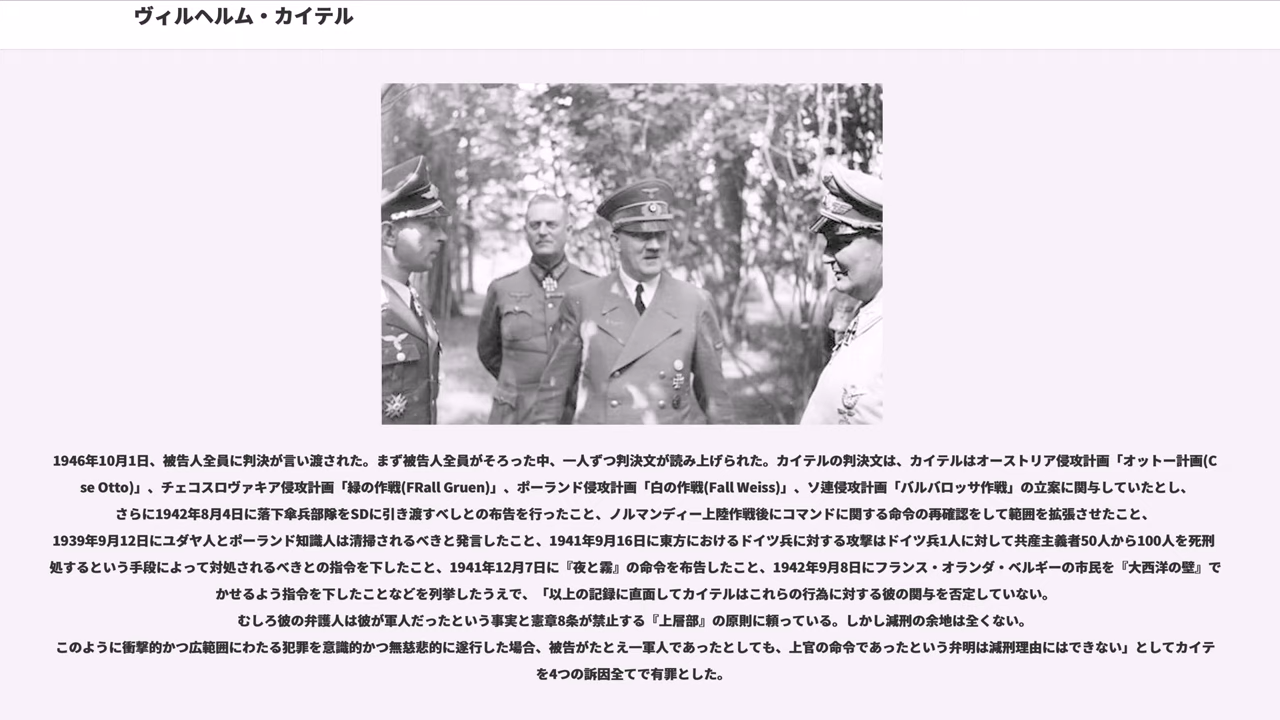 ヴィルヘルム・カイテル
1946年10月1日、被告人全員に判決が言い渡された。まず被告人全員がそろった中、一人ずつ判決文が読み上げられた。カイテルの判決文は、カイテルはオーストリア侵攻計画「オットー計画(C
se Otto)」、チェコスロヴァキア侵攻計画「緑の作戦(FRall Gruen)」、ポーランド侵攻計画「白の作戦(Fall Weiss)」、ソ連侵攻計画「バルバロッサ作戦」の立案に関与していたとし、
さらに1942年8月4日に落下傘兵部隊をSDに引き渡すべしとの布告を行ったこと、ノルマンディー上陸作戦後にコマンドに関する命令の再確認をして範囲を拡張させたこと、
1939年9月12日にユダヤ人とポーランド知識人は清掃されるべきと発言したこと、1941年9月16日に東方におけるドイツ兵に対する攻撃はドイツ兵1人に対して共産主義者50人から100人を死刑
処するという手段によって対処されるべきとの指令を下したこと、1941年12月7日に『夜と霧』の命令を布告したこと、1942年9月8日にフランス・オランダ・ベルギーの市民を『大西洋の壁』で
かせるよう指令を下したことなどを列挙したうえで、「以上の記録に直面してカイテルはこれらの行為に対する彼の関与を否定していない。
むしろ彼の弁護人は彼が軍人だったという事実と憲章8条が禁止する『上層部』の原則に頼っている。しかし減刑の余地は全くない。
このように衝撃的かつ広範囲にわたる犯罪を意識的かつ無慈悲的に遂行した場合、被告がたとえ一軍人であったとしても、上官の命令であったという弁明は減刑理由にはできない」としてカイテ
を4つの訴因全てで有罪とした。